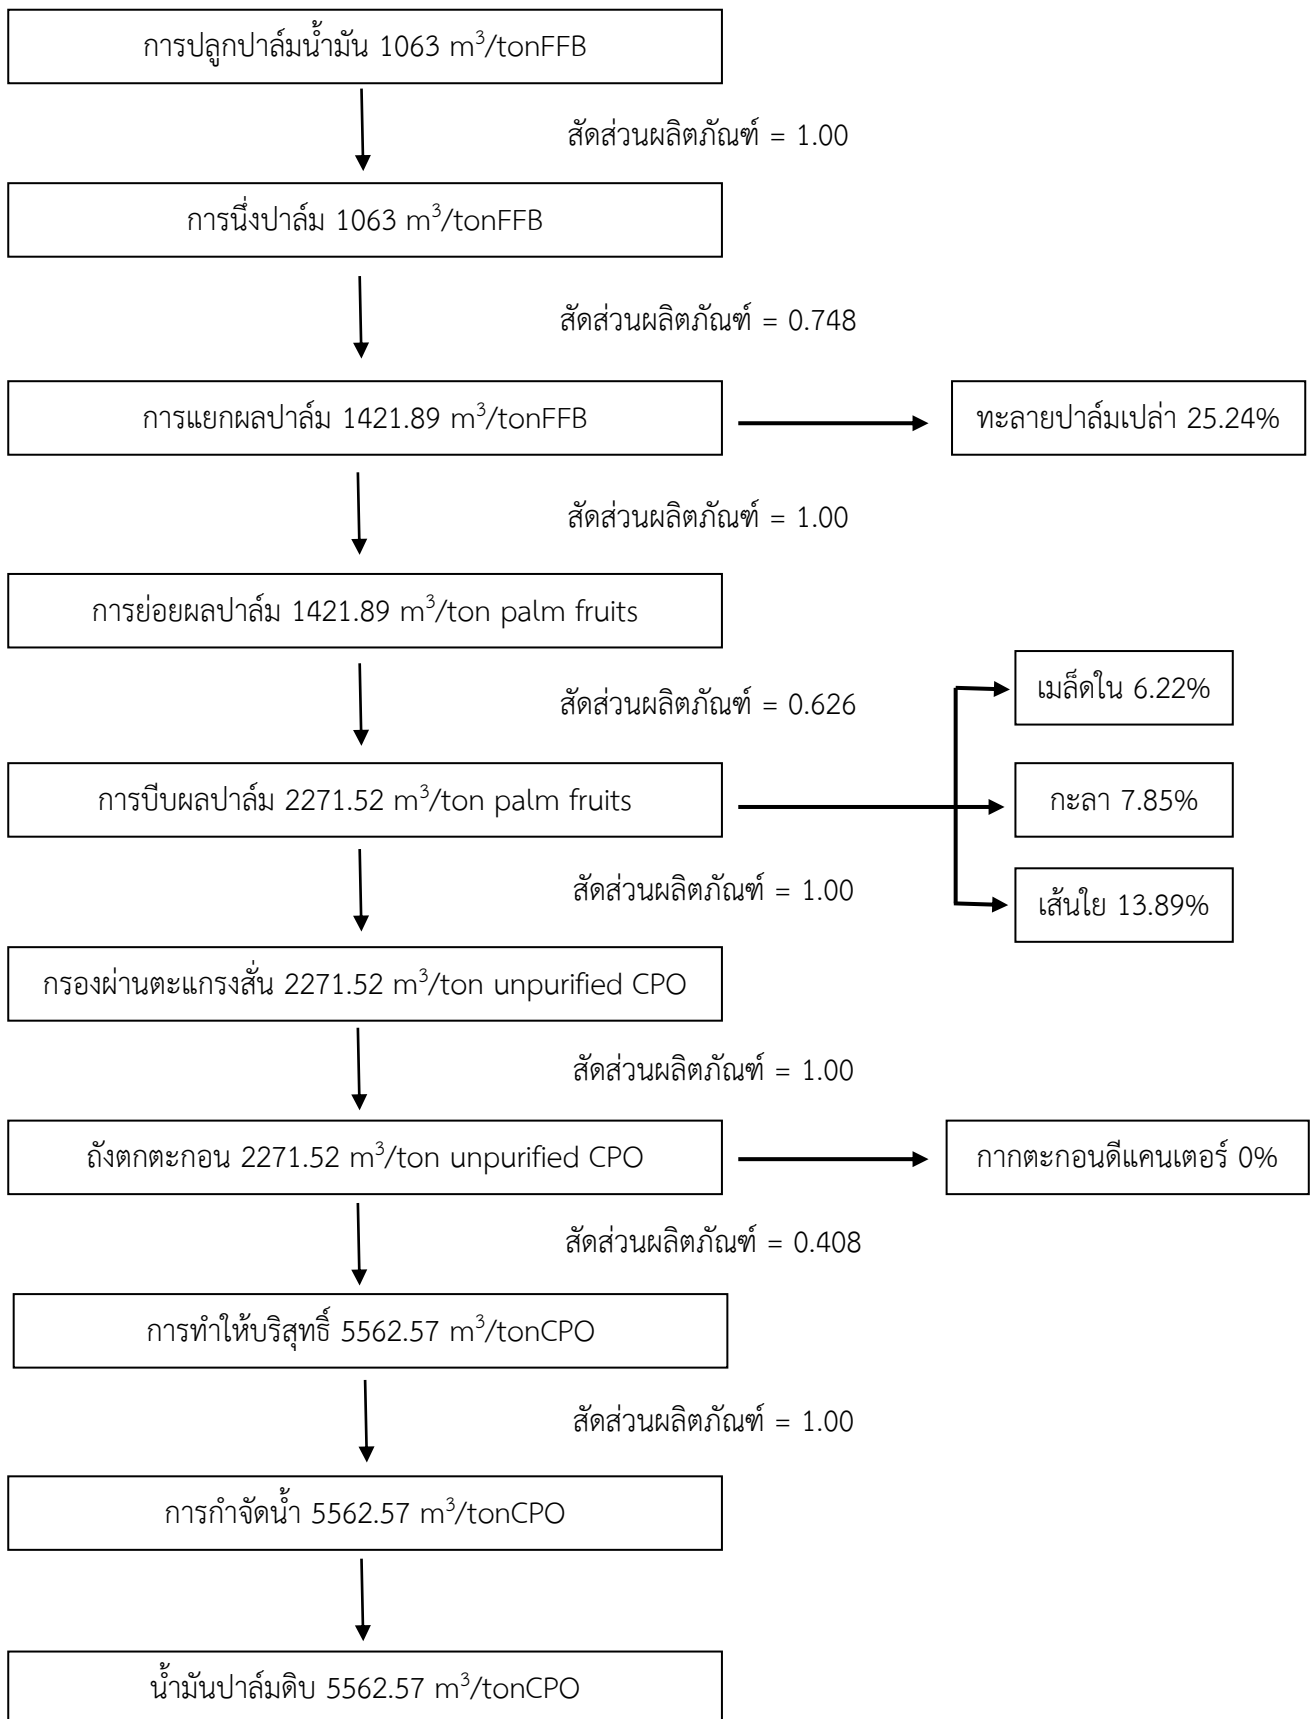 การปลูกปาล์มน้ำมัน 1063 m³/tonFFB
สัดส่วนผลิตภัณฑ์ = 1.00
การนึ่งปาล์ม 1063 m³/tonFFB
สัดส่วนผลิตภัณฑ์ = 0.748
การแยกผลปาล์ม 1421.89 m³/tonFFB
ทะลายปาล์มเปล่า 25.24%
สัดส่วนผลิตภัณฑ์ = 1.00
การย่อยผลปาล์ม 1421.89 m³/ton palm fruits
สัดส่วนผลิตภัณฑ์ = 0.626
เมล็ดใน 6.22%
การบีบผลปาล์ม 2271.52 m³/ton palm fruits
กะลา 7.85%
สัดส่วนผลิตภัณฑ์ = 1.00
เส้นใย 13.89%
กรองผ่านตะแกรงสั่น 2271.52 m³/ton unpurified CPO
สัดส่วนผลิตภัณฑ์ = 1.00
ถังตกตะกอน 2271.52 m³/ton unpurified CPO
กากตะกอนดีแคนเตอร์ 0%
สัดส่วนผลิตภัณฑ์ = 0.408
การทำให้บริสุทธิ์ 5562.57 m³/tonCPO
สัดส่วนผลิตภัณฑ์ = 1.00
การกำจัดน้ำ 5562.57 m³/tonCPO
น้ำมันปาล์มดิบ 5562.57 m³/tonCPO